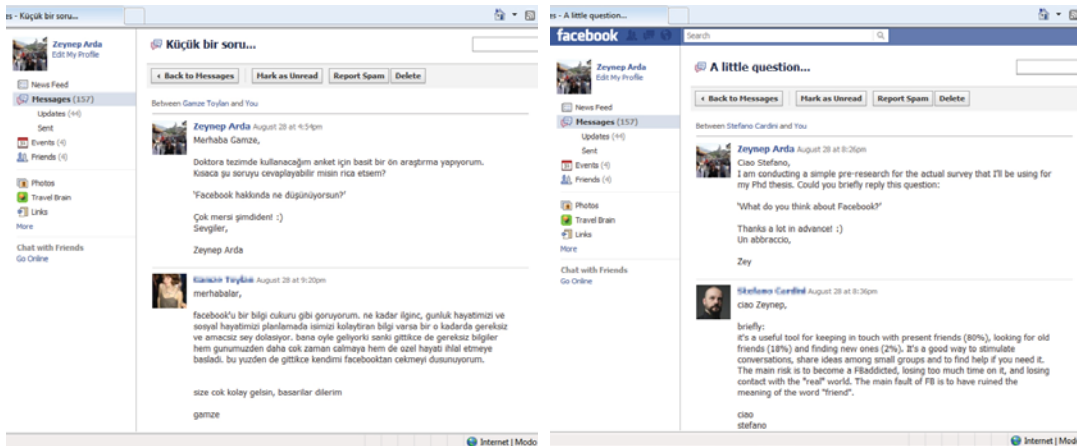 es - Küçük bir soru...
Zeynep Arda
Edit My Profile
News Feed
Messages (157)
Updates (44)
Sent
Events (4)
Friends (4)
Photos
Travel Brain
Links
More
Chat with Friends
Go Online
Küçük bir soru...
Back to Messages Mark as Unread Report Spam Delete
Between Gamze Toylan and You
Zeynep Arda August 28 at 4:54pm
Merhaba Gamze,
Doktora tezimde kullanacağım anket için basit bir ön araştırma yapıyorum.
Kısaca şu soruyu cevaplayabilir misin rica etsem?
'Facebook hakkında ne düşünüyorsun?'
Çok mersi şimdiden! :)
Sevgiler,
Zeynep Arda
August 28 at 9:20pm
merhabalar,
facebook'u bir bilgi cukuru gibi goruyorum. ne kadar ilginc, gunluk hayatimizi ve
sosyal hayatimizi planlamada isimizi kolaytiran bilgi varsa bir o kadarda gereksiz
ve amacsiz sey dolasiyor. bana oyle geliyorki sanki gittikce de gereksiz bilgiler
hem gunumuzden daha cok zaman calmaya hem de ozel hayati ihlal etmeye
basladi. bu yuzden de gittikce kendimi facebooktan cekmeyi dusunuyorum.
size cok kolay gelsin, basarilar dilerim
gamze
Internet | Modo
es - A little question...
facebook
Search
Zeynep Arda
Edit My Profile
News Feed
Messages (157)
Updates (44)
Sent
Events (4)
Friends (4)
Photos
Travel Brain
Links
More
Chat with Friends
Go Online
A little question...
Back to Messages Mark as Unread Report Spam Delete
Between Stefano Cardini and You
Zeynep Arda August 28 at 8:26pm
Ciao Stefano,
I am conducting a simple pre-research for the actual survey that I'll be using for
my Phd thesis. Could you briefly reply this question:
'What do you think about Facebook?'
Thanks a lot in advance! :)
Un abbraccio,
Zey
August 28 at 8:36pm
ciao Zeynep,
briefly:
it's a useful tool for keeping in touch with present friends (80%), looking for old
friends (18%) and finding new ones (2%). It's a good way to stimulate
conversations, share ideas among small groups and to find help if you need it.
The main risk is to become a FBaddicted, losing too much time on it, and losing
contact with the "real" world. The main fault of FB is to have ruined the
meaning of the word "friend".
ciao
stefano
Internet | Mod